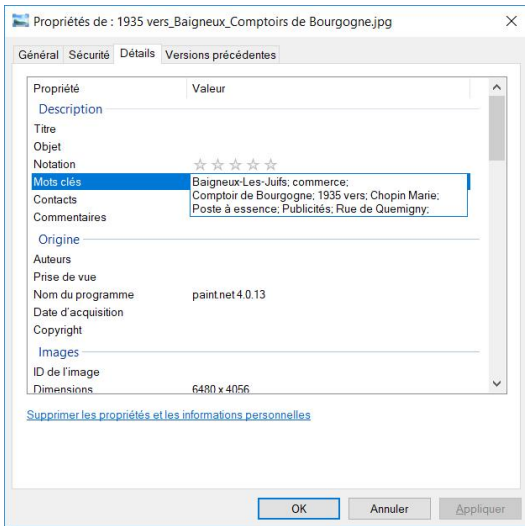 Propriétés de : 1935 vers_Baigneux_Comptoirs de Bourgogne.jpg
Général Sécurité Détails Versions précédentes
Propriété Valeur
Description
Titre
Objet
Notation
Mots clés Baigneux-Les-Juifs; commerce;
Comptoir de Bourgogne; 1935 vers; Chopin Marie;
Contacts
Poste à essence; Publicités; Rue de Quemigny;
Commentaires
Origine
Auteurs
Prise de vue
Nom du programme paint.net 4.0.13
Date d'acquisition
Copyright
Images
ID de l'image
Dimensions 6480 x 4056
Supprimer les propriétés et les informations personnelles
OK Annuler Appliquer